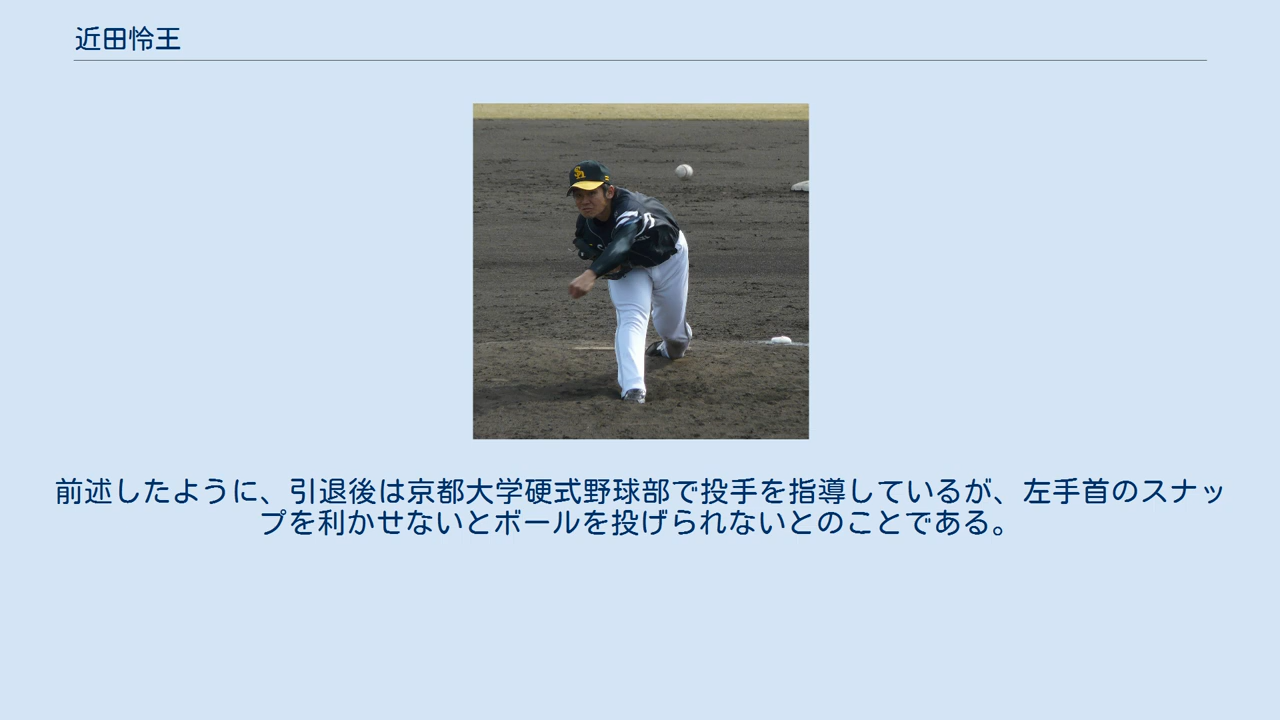 近田怜王
前述したように、引退後は京都大学硬式野球部で投手を指導しているが、左手首のスナッ
プを利かせないとボールを投げられないとのことである。